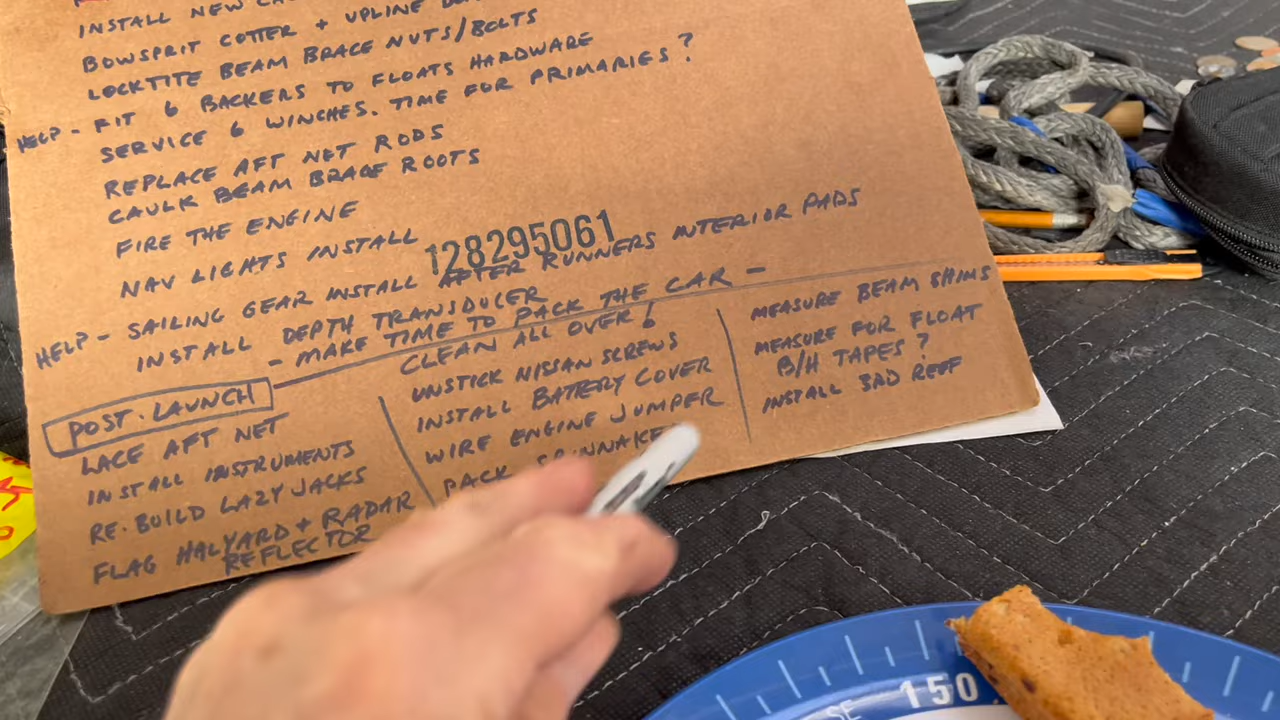 INSTALL NEW
BOWSPRIT COTTER + UPLINE
LOCKTITE BEAM BRACE NUTS/BOLTS
HELP - FIT 6 BACKERS TO FLOATS HARDWARE
SERVICE 6 WINCHES. TIME FOR PRIMARIES?
REPLACE AFT NET RODS
CAULK BEAM BRACE ROOTS
FIRE THE ENGINE
NAV LIGHTS INSTALL
128295061
HELP - SAILING GEAR INSTALL AFTER RUNNERS INTERIOR PADS
INSTALL DEPTH TRANSDUCER
- MAKE TIME TO PACK THE CAR -
POST-LAUNCH
LACE AFT NET
INSTALL INSTRUMENTS
RE-BUILD LAZY JACKS
FLAG HALYARD + RADAR
REFLECTOR
CLEAN ALL OVER!
UNSTICK NISSAN SCREWS
INSTALL BATTERY COVER
WIRE ENGINE JUMPER
PACK SPINNAKE
MEASURE BEAM SHIMS
MEASURE FOR FLOAT
B/H TAPES?
INSTALL 3RD REEF
150
SE